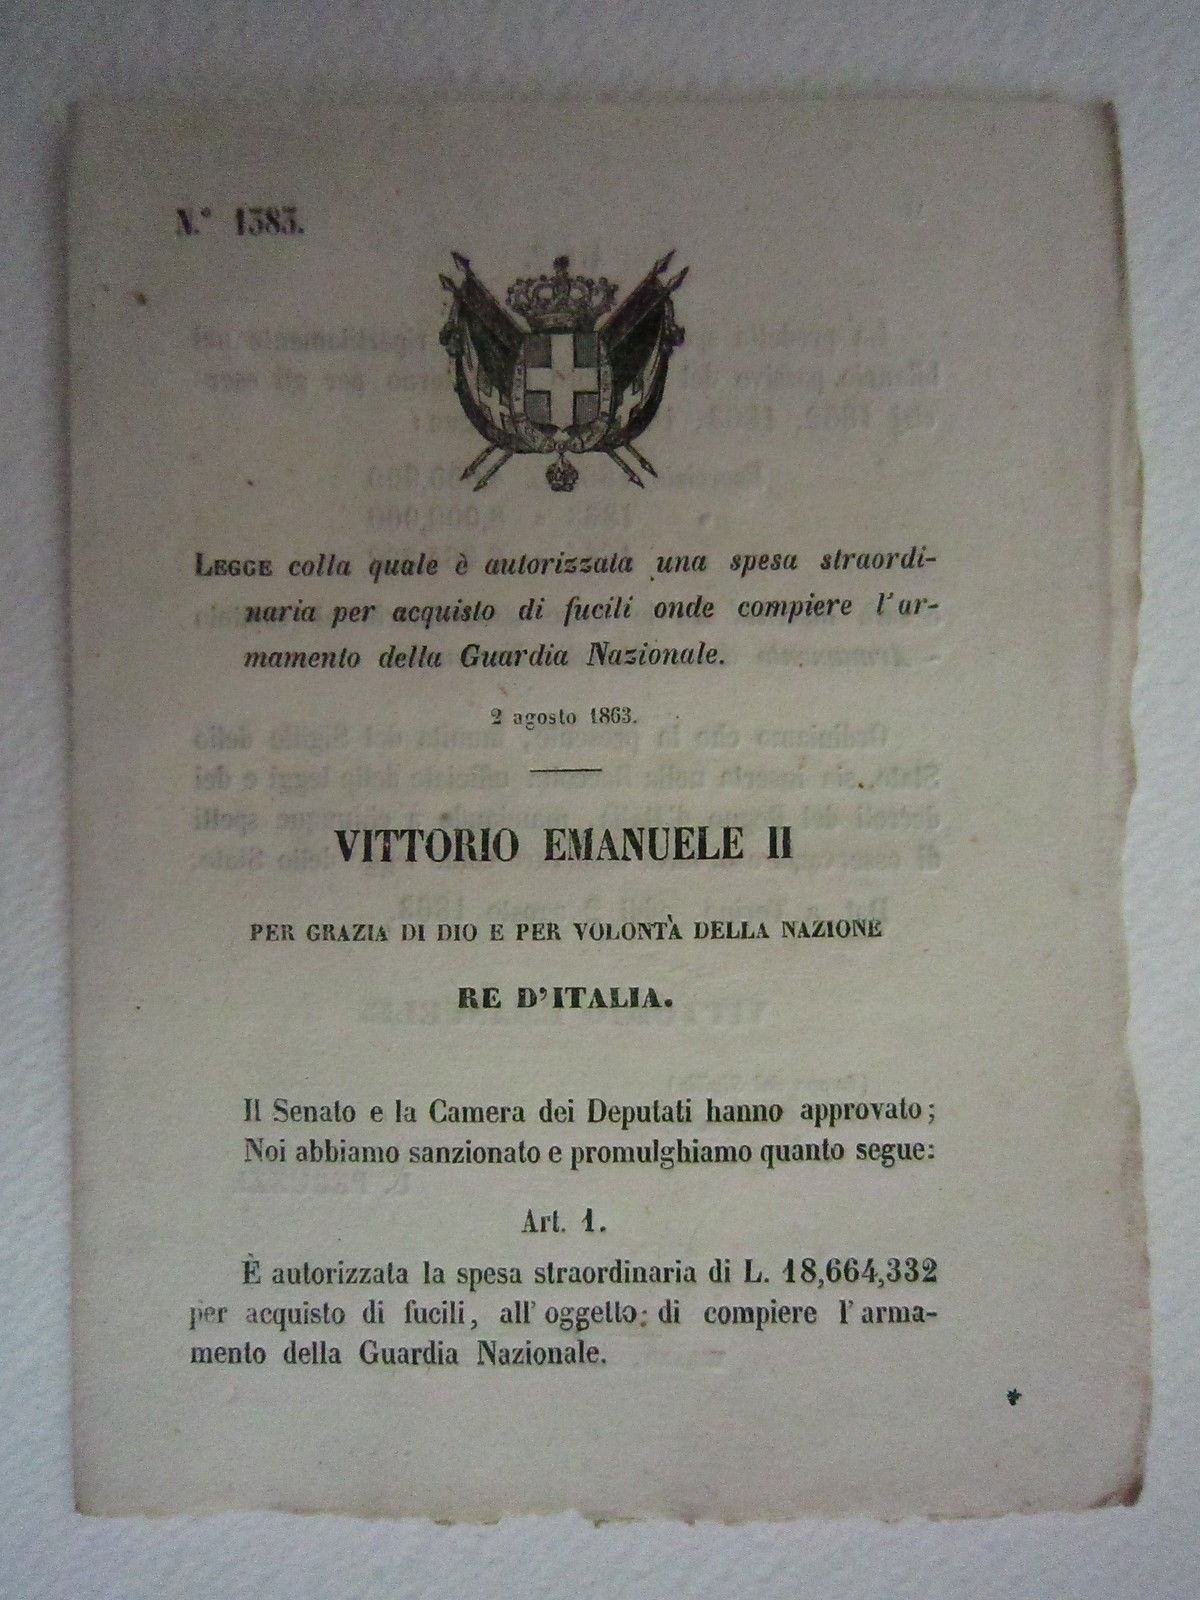 N.° 1383.
LEGGE colla quale è autorizzata una spesa straordi-
naria per acquisto di fucili onde compiere l'ar-
mamento della Guardia Nazionale.
2 agosto 1863.
VITTORIO EMANUELE II
PER GRAZIA DI DIO E PER VOLONTÀ DELLA NAZIONE
RE D'ITALIA.
Il Senato e la Camera dei Deputati hanno approvato;
Noi abbiamo sanzionato e promulghiamo quanto segue:
Art. 1.
È autorizzata la spesa straordinaria di L. 18,664,332
per acquisto di fucili, all' oggetto di compiere l'arma-
mento della Guardia Nazionale.